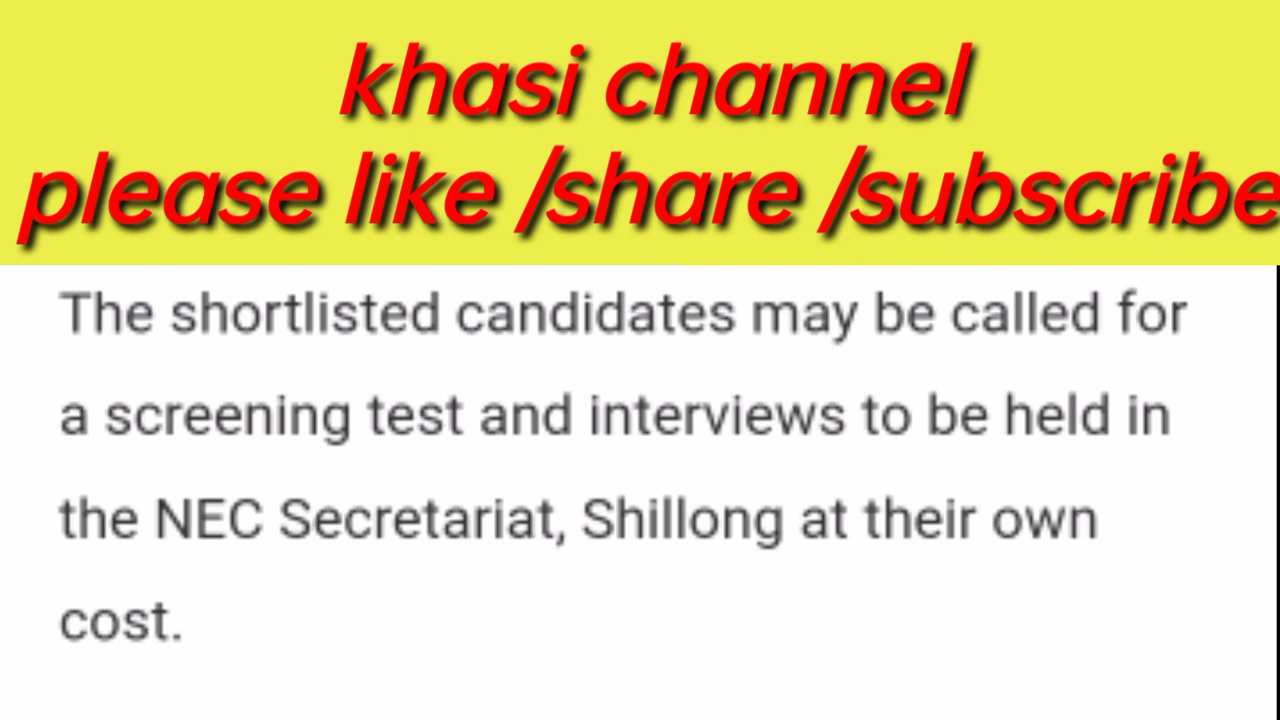 khasi channel
please like /share /subscribe
The shortlisted candidates may be called for
a screening test and interviews to be held in
the NEC Secretariat, Shillong at their own
cost.